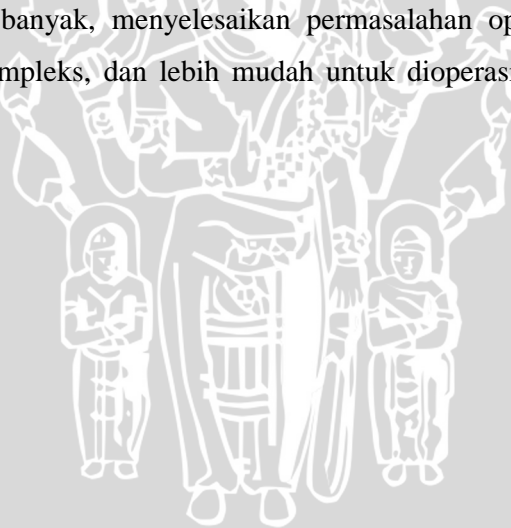 banyak, menyelesaikan permasalahan op
mpleks, dan lebih mudah untuk dioperasi